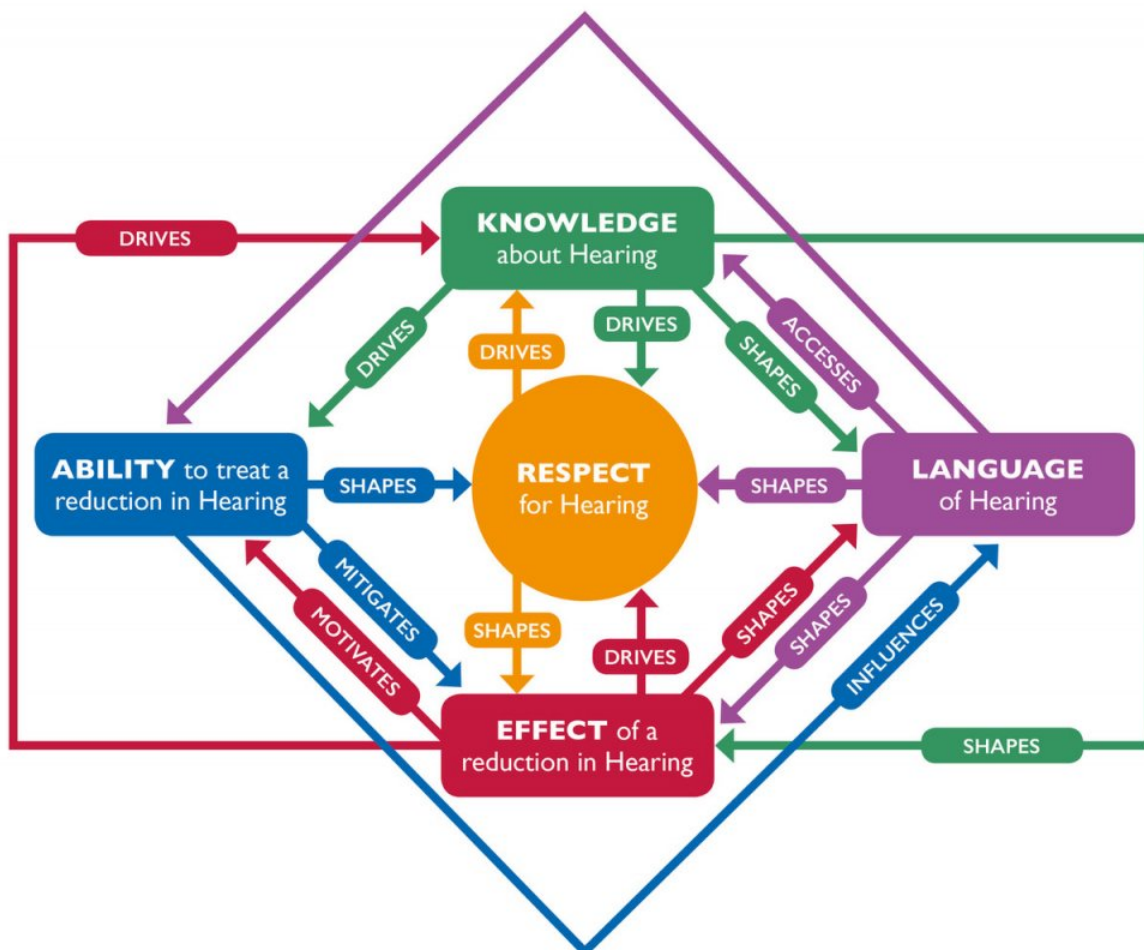 KNOWLEDGE
about Hearing
DRIVES
DRIVES
DRIVES
DRIVES
SHAPES
ACCESSES
ABILITY to treat a
reduction in Hearing
SHAPES
RESPECT
for Hearing
SHAPES
LANGUAGE
of Hearing
MOTIVATES
MITIGATES
SHAPES
DRIVES
SHAPES
SHAPES
INFLUENCES
EFFECT of a
reduction in Hearing
SHAPES